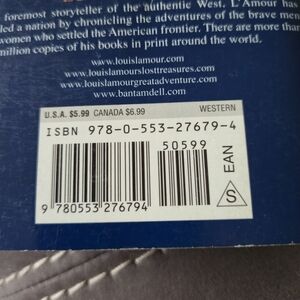 foremost storyteller of the authentic West, L'Amour has
led a nation by chronicling the adventures of the brave men
women who settled the American frontier. There are more than
million copies of his books in print around the world.
www.louislamour.com
www.louislamourslosttreasures.com
www.louislamourgreatadventure.com
www.bantamdell.com
U.S.A. $5.99 CANADA $6.99 WESTERN
ISBN 978-0-553-27679-4
50599
EAN
S
9 780553 276794